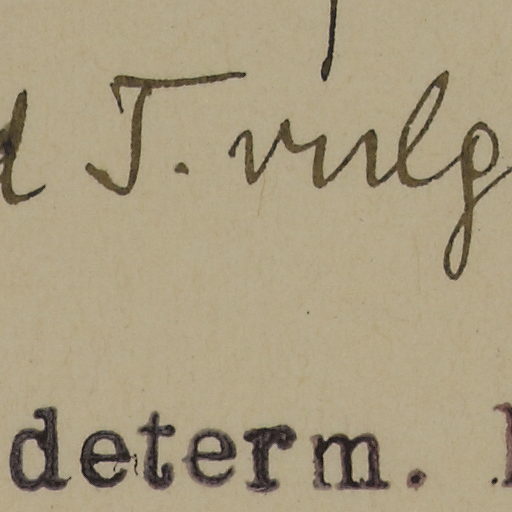 T. vulg
determ.